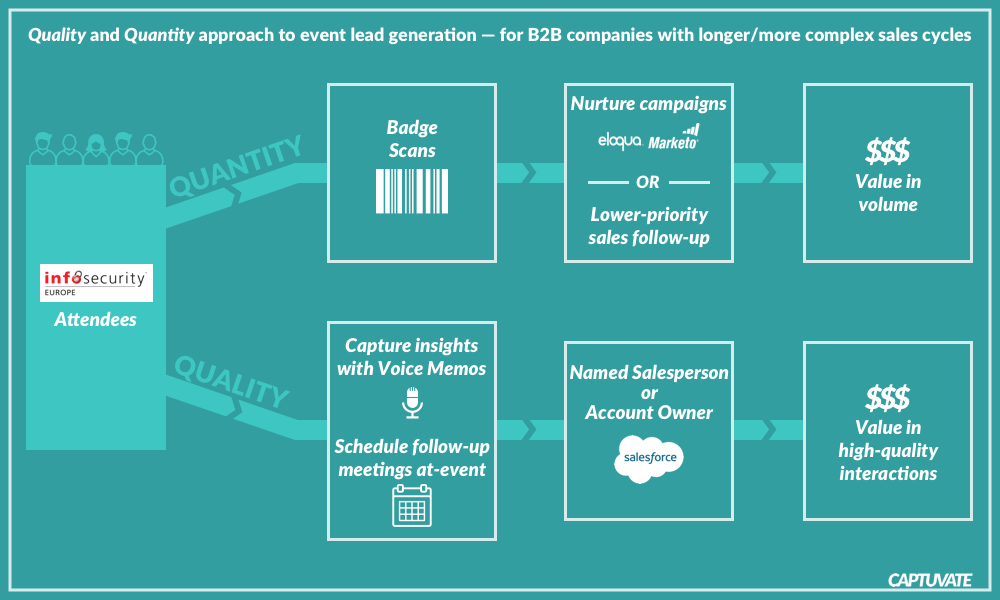 Quality and Quantity approach to event lead generation — for B2B companies with longer/more complex sales cycles
QUANTITY
Badge
Scans
Nurture campaigns
eloqua Marketo
OR
Lower-priority
sales follow-up
$$$
Value in
volume
infosecurity
EUROPE
Attendees
QUALITY
Capture insights
with Voice Memos
Schedule follow-up
meetings at-event
Named Salesperson
or
Account Owner
salesforce
$$$
Value in
high-quality
interactions
CAPTUVATE